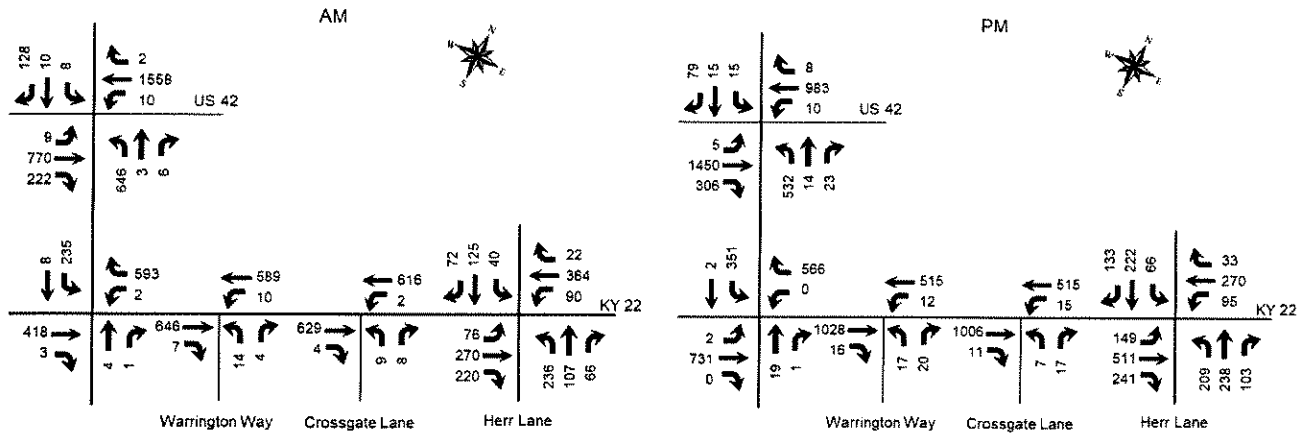 AM
PM
N
W
E
S
N
W
E
S
128 10 8
2
1558
10
US 42
9
770
222
646 3 6
79 15 15
8
983
10
US 42
5
1450
306
532 14 23
8 235
593
2
589
10
616
2
72 125 40
22
364
90
KY 22
418
3
4 1
646
7
14 4
629
4
9 8
76
270
220
236 107 66
Warrington Way
Crossgate Lane
Herr Lane
2 351
566
0
515
12
515
15
133 222 66
33
270
95
KY 22
2
731
0
19 1
1028
16
17 20
1006
11
7 17
149
511
241
209 238 103
Warrington Way
Crossgate Lane
Herr Lane